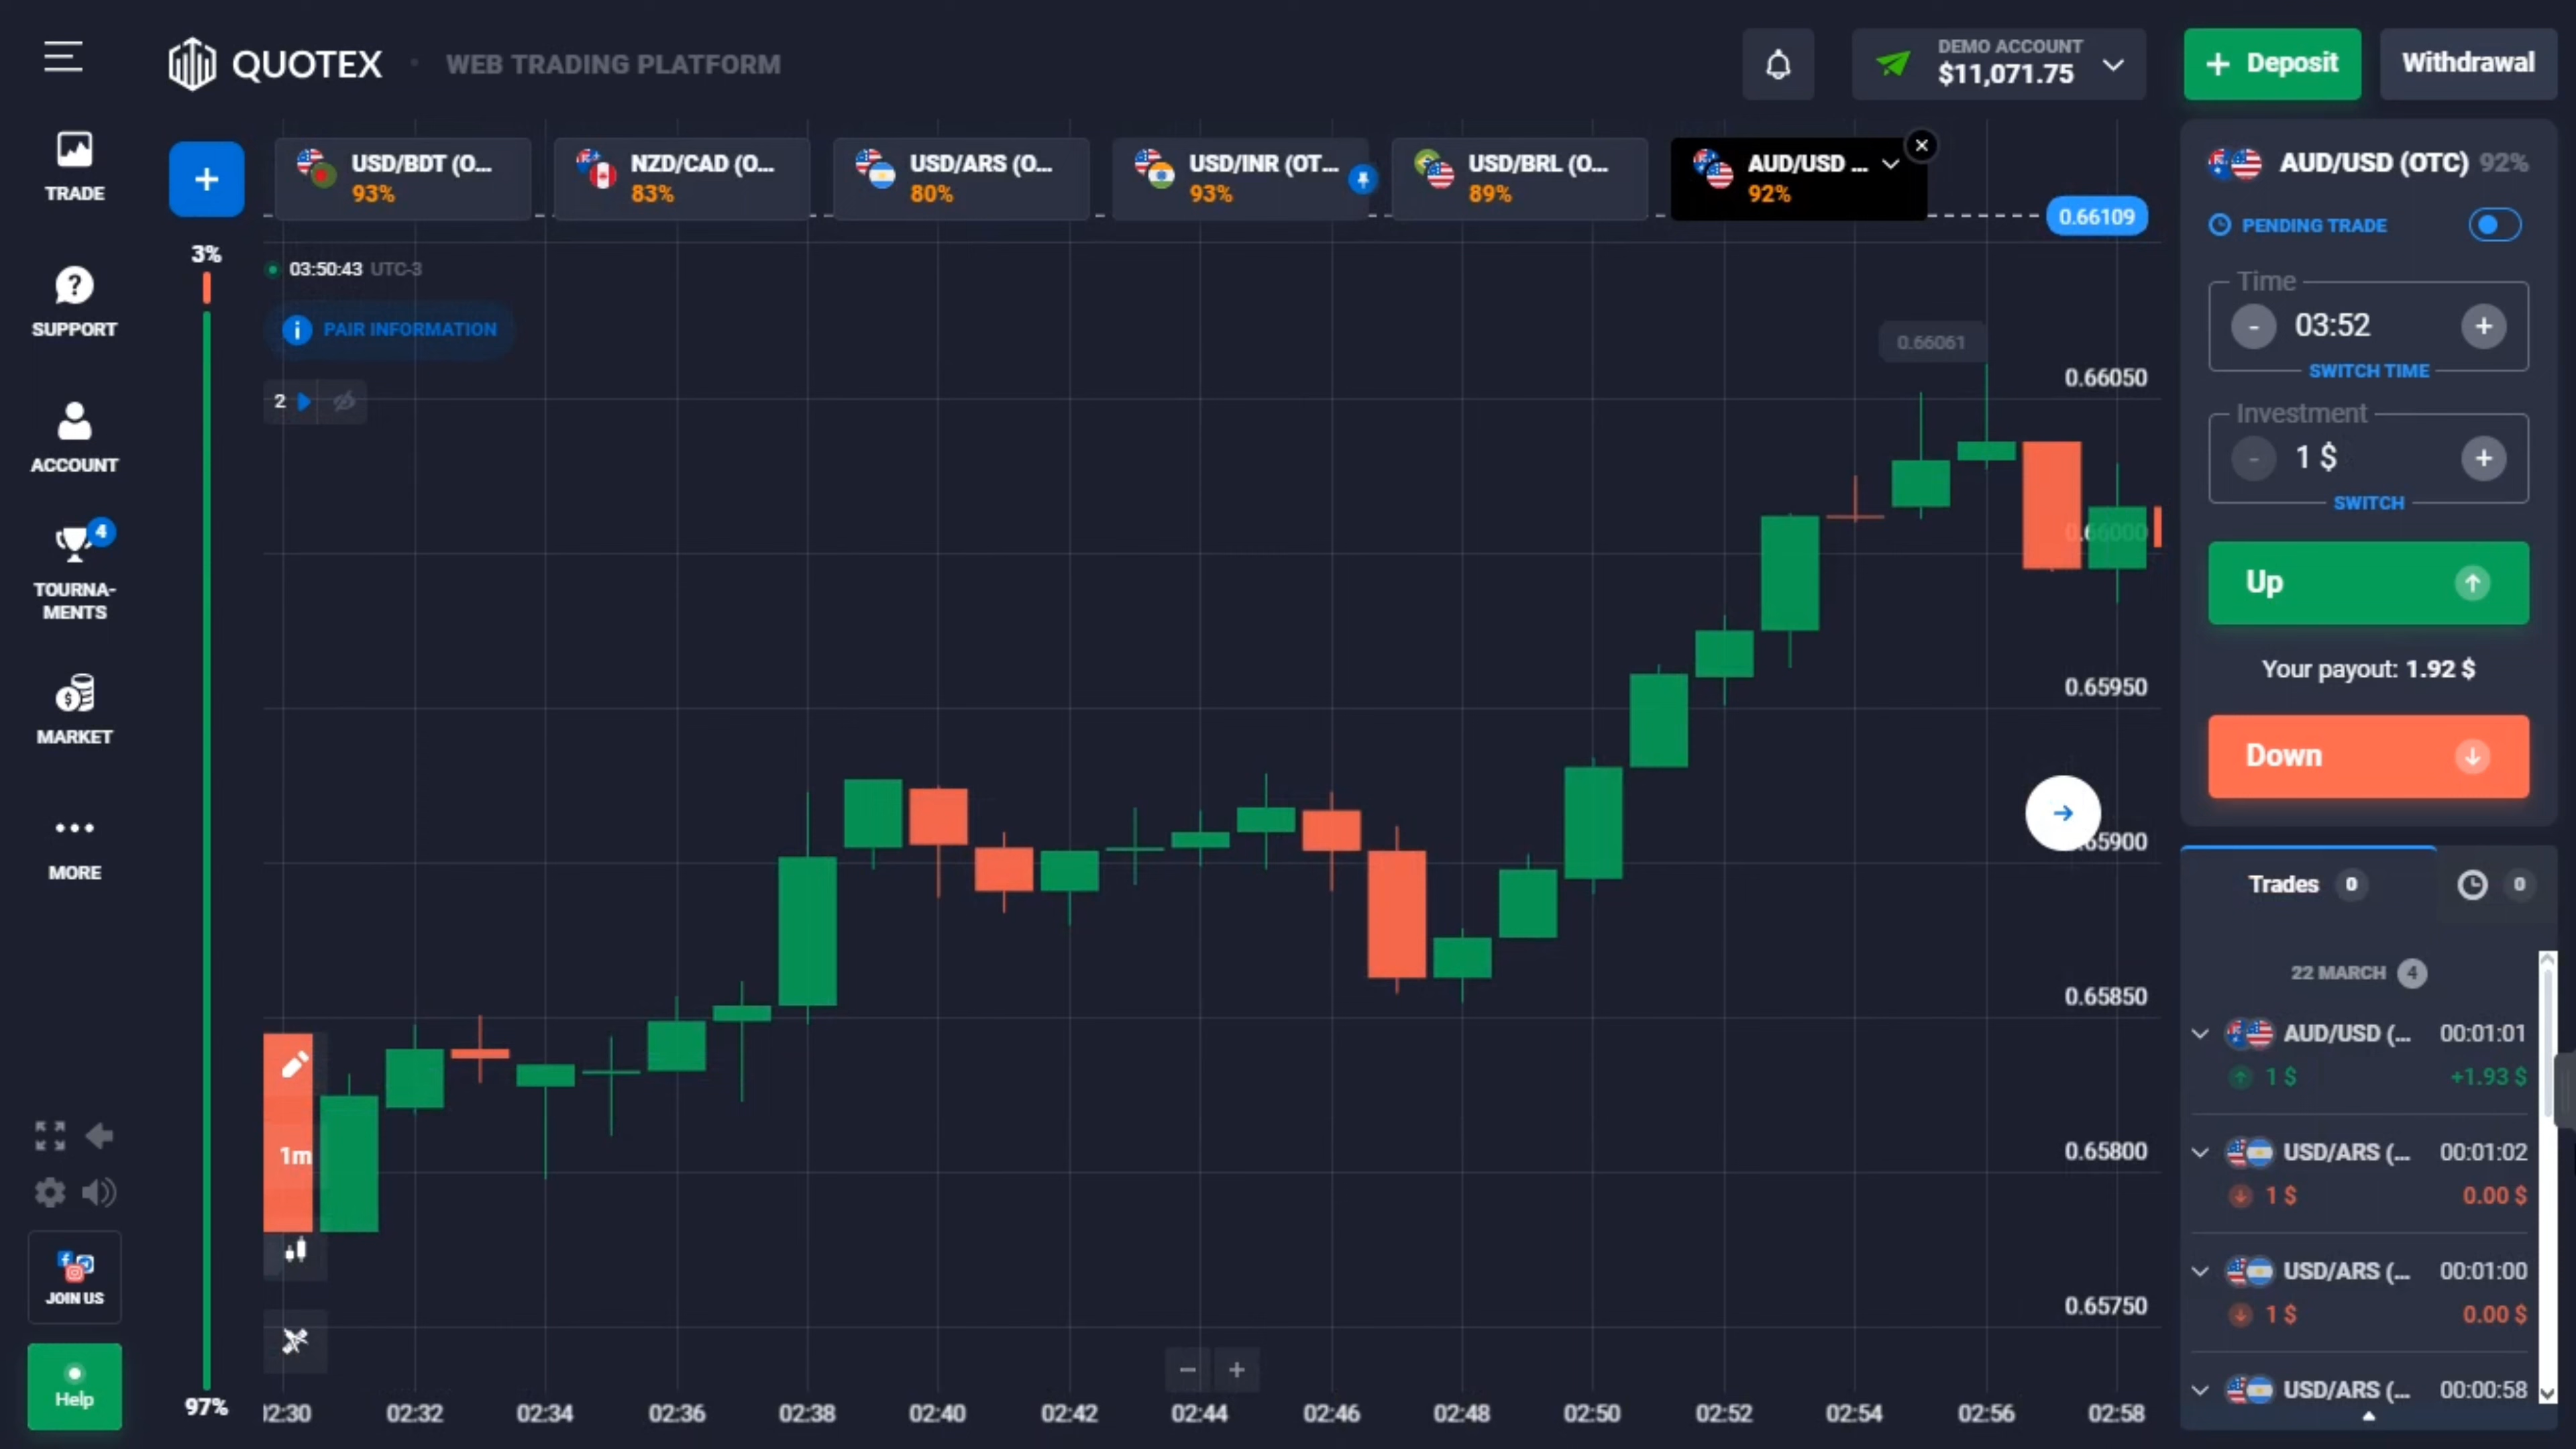 QUOTEX
WEB TRADING PLATFORM
DEMO ACCOUNT
$11,071.75
+ Deposit
Withdrawal
TRADE
SUPPORT
ACCOUNT
4
TOURNA-
MENTS
MARKET
MORE
JOIN US
Help
+
3%
97%
USD/BDT (O...
93%
NZD/CAD (O...
83%
USD/ARS (O...
80%
USD/INR (OT...
93%
USD/BRL (O...
89%
AUD/USD ...
92%
0.66109
03:50:43 UTC-3
PAIR INFORMATION
2
0.66061
0.66050
0.66000
0.65950
65900
0.65850
0.65800
0.65750
1m
02:30
02:32
02:34
02:36
02:38
02:40
02:42
02:44
02:46
02:48
02:50
02:52
02:54
02:56
02:58
AUD/USD (OTC) 92%
PENDING TRADE
Time
- 03:52 +
SWITCH TIME
Investment
- 1 $ +
SWITCH
Up
Your payout: 1.92 $
Down
Trades 0
0
22 MARCH 4
AUD/USD (... 00:01:01
1 $ +1.93 $
USD/ARS (... 00:01:02
1 $ 0.00 $
USD/ARS (... 00:01:00
1 $ 0.00 $
USD/ARS (... 00:00:58